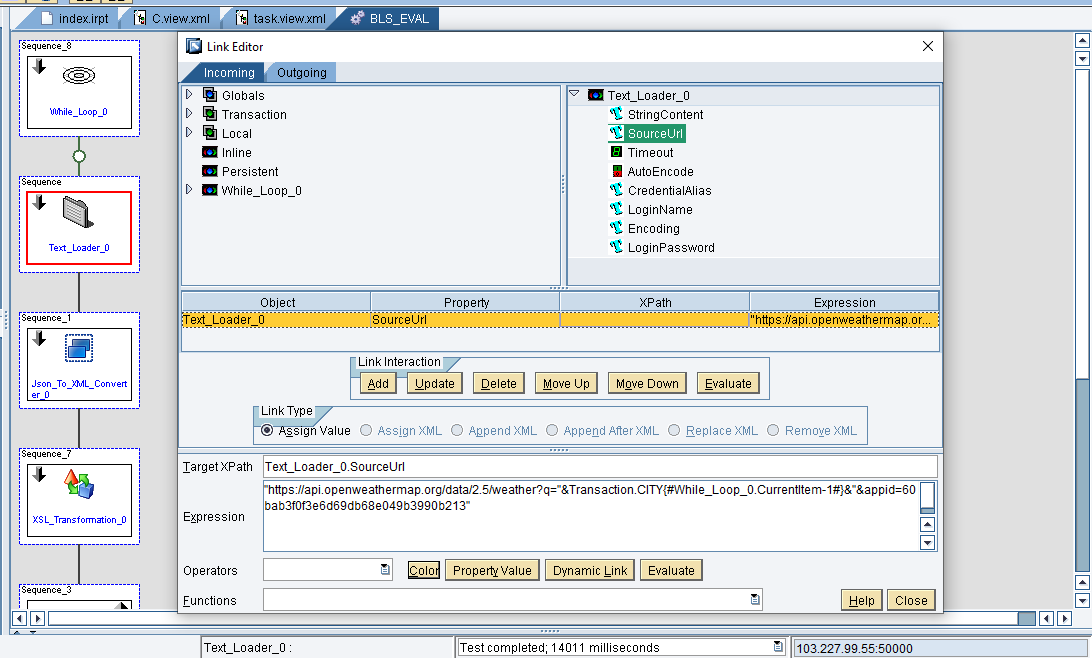 index.irpt
C.view.xml
task.view.xml
BLS_EVAL
Sequence_8
While_Loop_0
Sequence
Text_Loader_0
Sequence_1
Json_To_XML_Convert
er_0
Sequence_7
XSL_Transformation_0
Sequence_3
Link Editor
Incoming
Outgoing
Globals
Transaction
Local
Inline
Persistent
While_Loop_0
Text_Loader_0
StringContent
SourceUrl
Timeout
AutoEncode
CredentialAlias
LoginName
Encoding
LoginPassword
Object Property XPath Expression
Text_Loader_0 SourceUrl "https://api.openweathermap.or...
Link Interaction
Add Update Delete Move Up Move Down Evaluate
Link Type
Assign Value Assign XML Append XML Append After XML Replace XML Remove XML
Target XPath Text_Loader_0.SourceUrl
Expression
"https://api.openweathermap.org/data/2.5/weather?q="&Transaction.CITY{#While_Loop_0.CurrentItem-1#}&"&appid=60
bab3f0f3e6d69db68e049b3990b213"
Operators Color Property Value Dynamic Link Evaluate
Functions Help Close
Text_Loader_0 : Test completed; 14011 milliseconds 103.227.99.55:50000